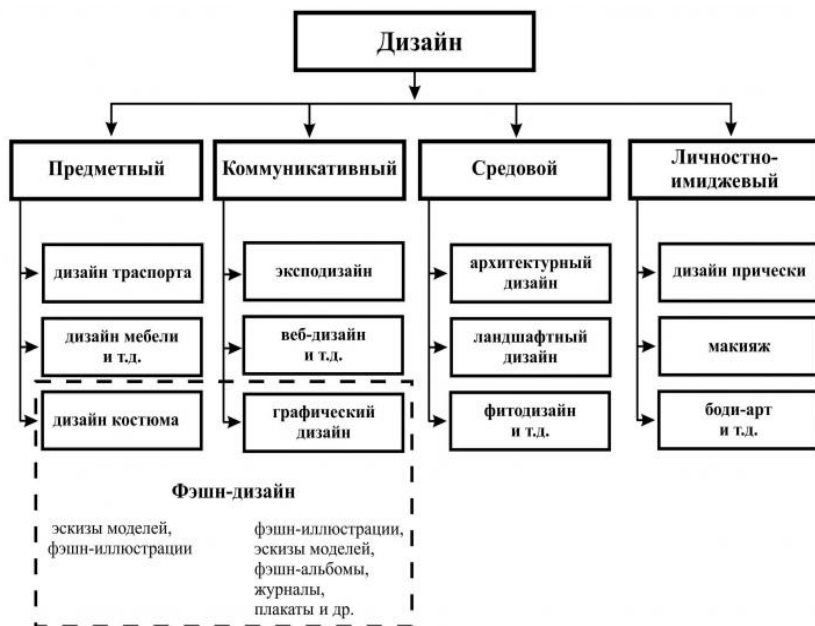 Дизайн
Предметный
Коммуникативный
Средовой
Личностно-
имиджевый
дизайн траспорта
дизайн мебели
и т.д.
дизайн костюма
эксподизайн
веб-дизайн
и т.д.
графический
дизайн
архитектурный
дизайн
ландшафтный
дизайн
фитодизайн
и т.д.
дизайн прически
макияж
боди-арт
и т.д.
Фэшн-дизайн
эскизы моделей,
фэшн-иллюстрации
фэшн-иллюстрации,
эскизы моделей,
фэшн-альбомы,
журналы,
плакаты и др.